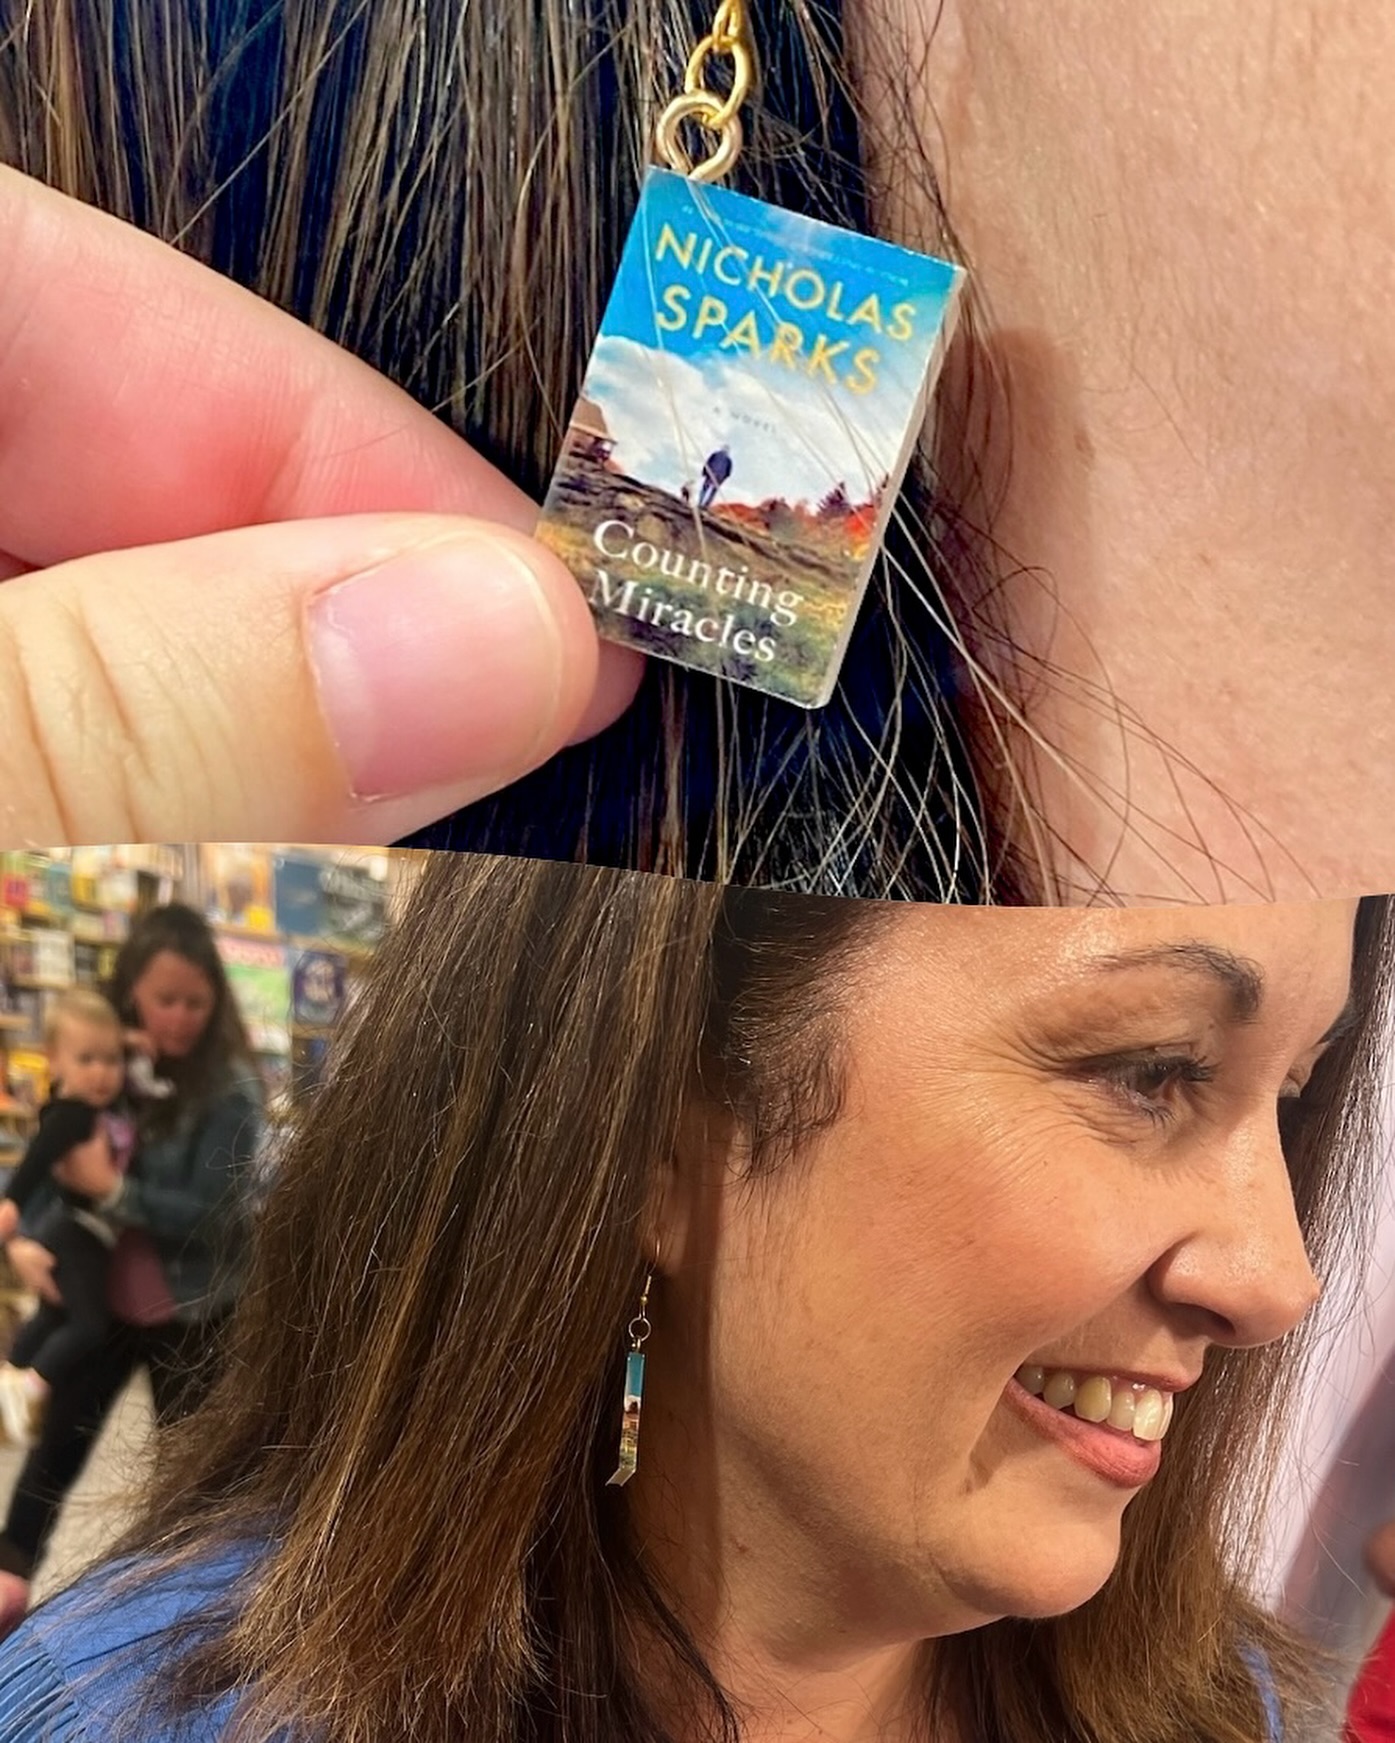 NICHOLAS
SPARKS
A NOVEL
Counting
Miracles